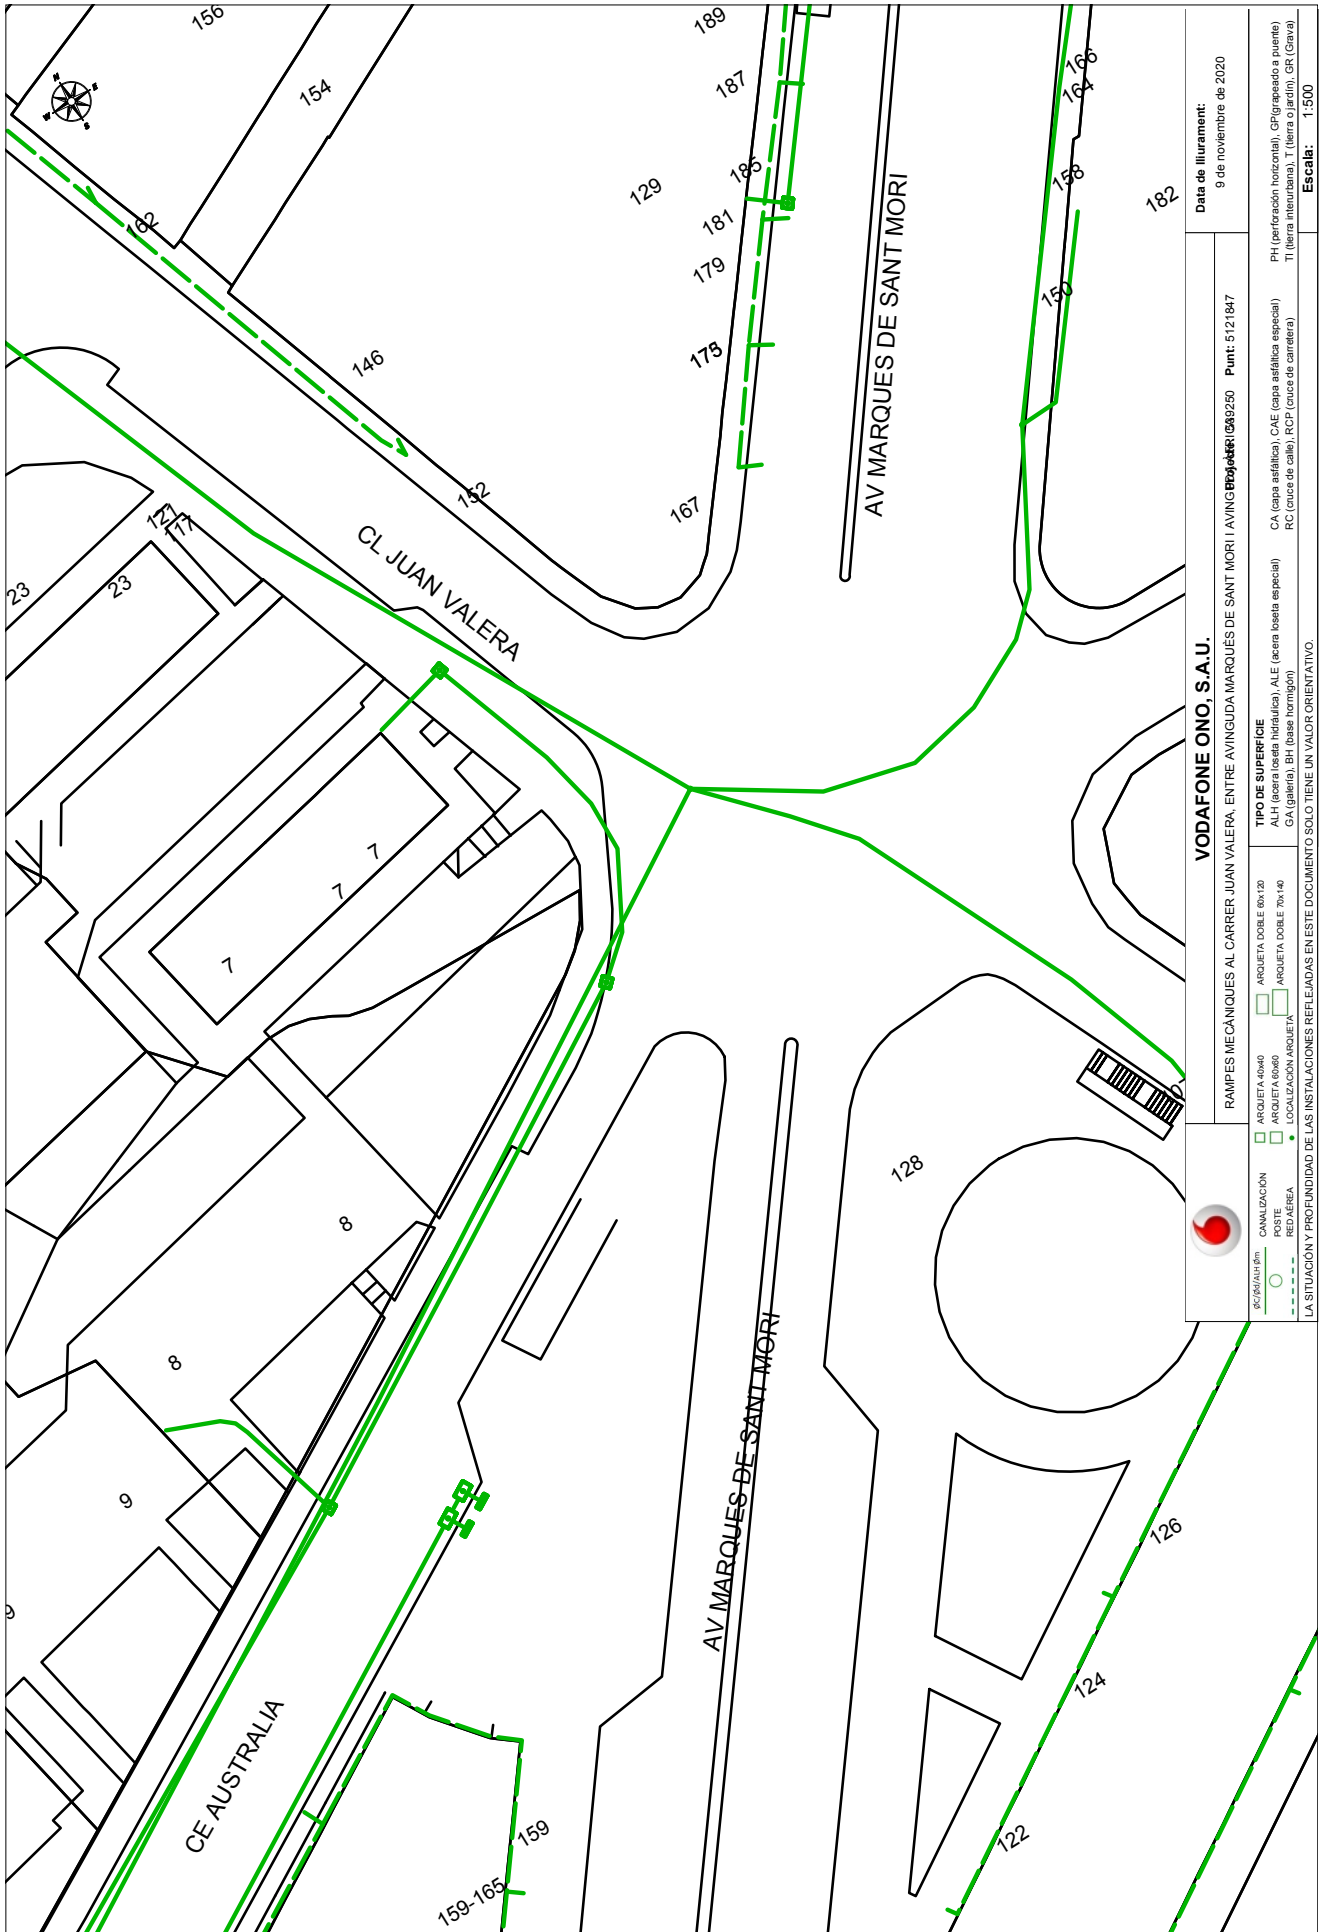 156
189
154
187
166
164
129
185
158
162
181
182
179
150
AV MARQUES DE SANT MORI
146
152
167
121
117
CL JUAN VALERA
23
23
7
7
7
128
8
8
AV MARQUES DE SANT MORI
9
9
126
124
CE AUSTRALIA
122
159
159-165
VODAFONE ONO, S.A.U.
Data de lliurament:
9 de noviembre de 2020
RAMPES MECÀNIQUES AL CARRER JUAN VALERA, ENTRE AVINGUDA MARQUÈS DE SANT MORI I
Punt: 5121847
ØC/Ød/ALH Øm
CANALIZACIÓN
POSTE
RED AÉREA
ARQUETA 40x40
ARQUETA 60x60
LOCALIZACIÓN ARQUETA
ARQUETA DOBLE 60x120
ARQUETA DOBLE 70x140
TIPO DE SUPERFÍCIE
ALH (acera loseta hidráulica), ALE (acera loseta especial)
GA (galería), BH (base hormigón)
CA (capa asfáltica), CAE (capa asfáltica especial)
RC (cruce de calle), RCP (cruce de carretera)
PH (perforación horizontal), GP(grapeado a puente)
TI (tierra interurbana), T (tierra o jardín), GR (Grava)
LA SITUACIÓN Y PROFUNDIDAD DE LAS INSTALACIONES REFLEJADAS EN ESTE DOCUMENTO SOLO TIENE UN VALOR ORIENTATIVO.
Escala: 1:500